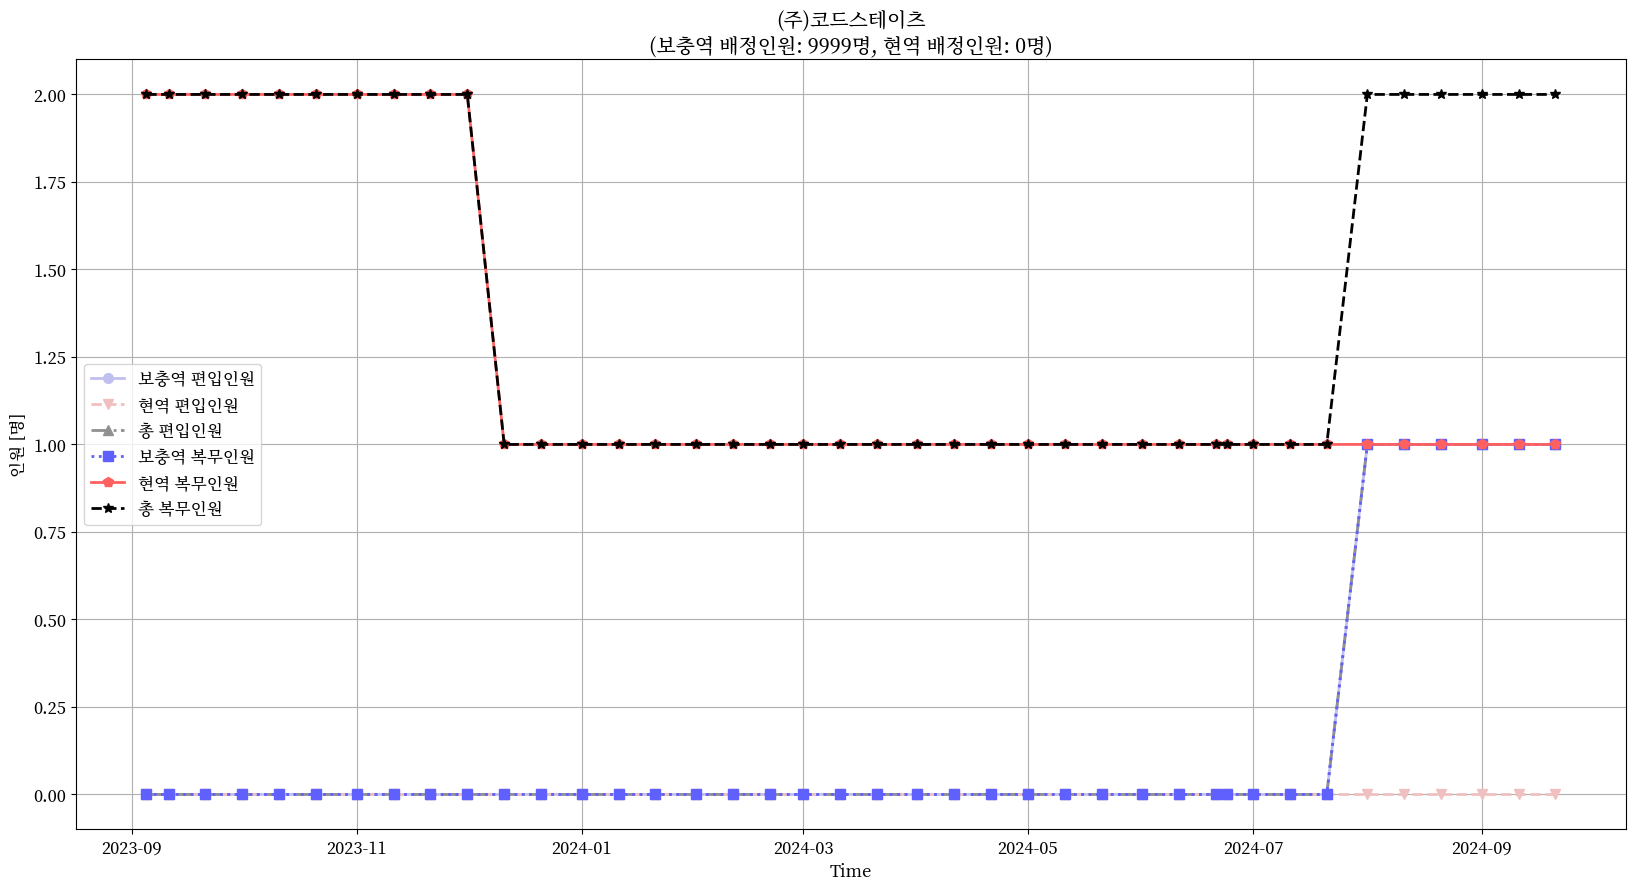 (주)코드스테이츠
(보충역 배정인원: 9999명, 현역 배정인원: 0명)
2.00
1.75
1.50
1.25
1.00
0.75
0.50
0.25
0.00
인원 [명]
보충역 편입인원
현역 편입인원
총 편입인원
보충역 복무인원
현역 복무인원
총 복무인원
2023-09
2023-11
2024-01
2024-03
2024-05
2024-07
2024-09
Time